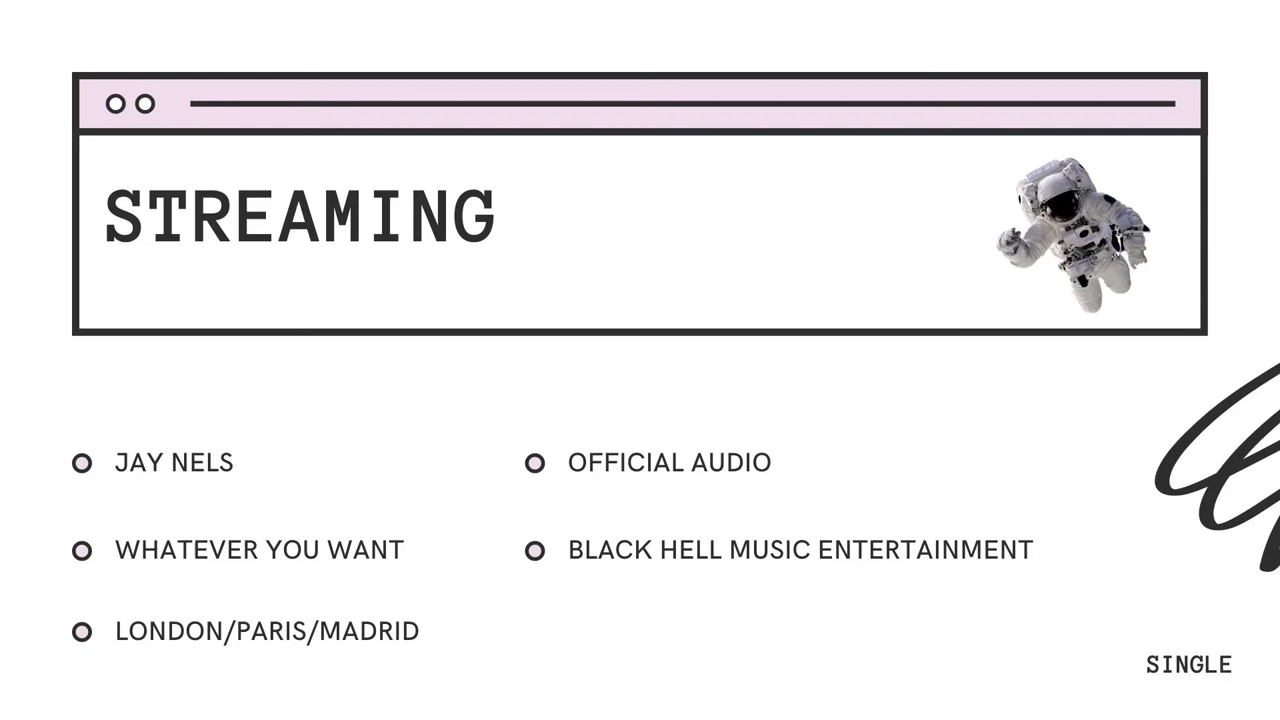 STREAMING
JAY NELS
WHATEVER YOU WANT
LONDON/PARIS/MADRID
OFFICIAL AUDIO
BLACK HELL MUSIC ENTERTAINMENT
SINGLE